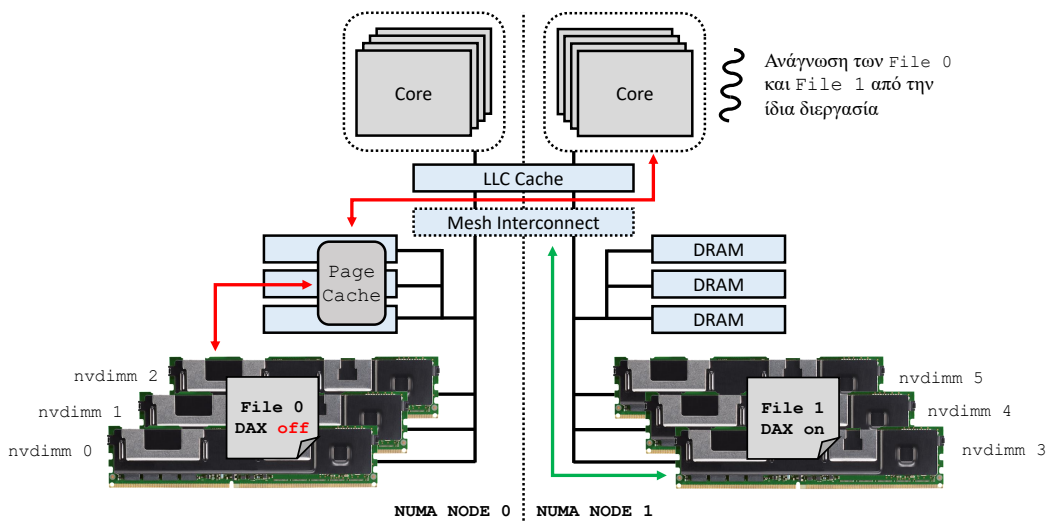 Core
Core
Ανάγνωση των File 0
και File 1 από την
ίδια διεργασία
LLC Cache
Mesh Interconnect
Page
Cache
DRAM
DRAM
DRAM
nvdimm 2
nvdimm 1
nvdimm 0
File 0
DAX off
File 1
DAX on
nvdimm 5
nvdimm 4
nvdimm 3
NUMA NODE 0
NUMA NODE 1